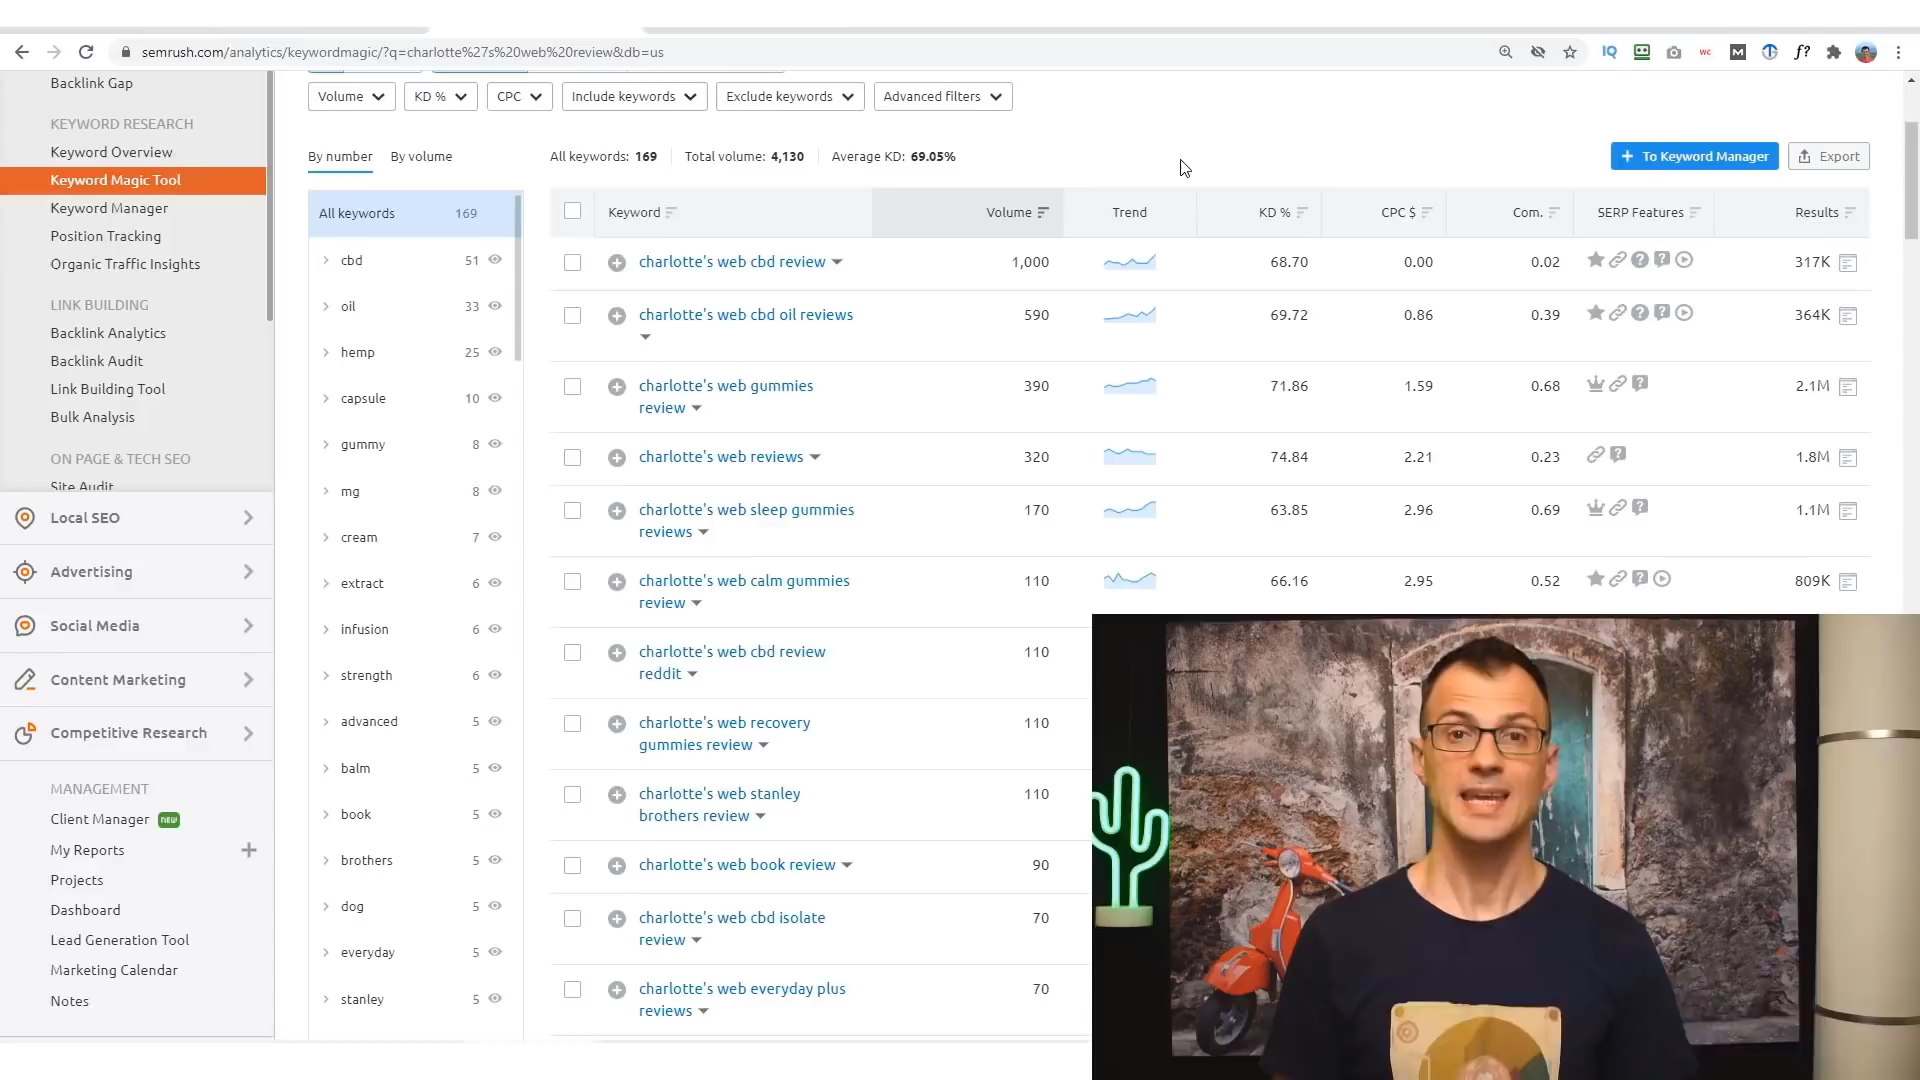 semrush.com/analytics/keywordmagic/?q=charlotte%27s%20web%20review&db=us
IQ
wc
M
f?
Backlink Gap
KEYWORD RESEARCH
Keyword Overview
Keyword Magic Tool
Keyword Manager
Position Tracking
Organic Traffic Insights
LINK BUILDING
Backlink Analytics
Backlink Audit
Link Building Tool
Bulk Analysis
ON PAGE & TECH SEO
Site Audit
Local SEO
Advertising
Social Media
Content Marketing
Competitive Research
MANAGEMENT
Client Manager NEW
My Reports
Projects
Dashboard
Lead Generation Tool
Marketing Calendar
Notes
Volume KD % CPC Include keywords Exclude keywords Advanced filters
By number By volume
All keywords: 169 Total volume: 4,130 Average KD: 69.05%
+ To Keyword Manager Export
All keywords 169
cbd 51
oil 33
hemp 25
capsule 10
gummy 8
mg 8
cream 7
extract 6
infusion 6
strength 6
advanced 5
balm 5
book 5
brothers 5
dog 5
everyday 5
stanley 5
Keyword Volume Trend KD % CPC $ Com. SERP Features Results
charlotte's web cbd review 1,000 68.70 0.00 0.02 317K
charlotte's web cbd oil reviews 590 69.72 0.86 0.39 364K
charlotte's web gummies
review 390 71.86 1.59 0.68 2.1M
charlotte's web reviews 320 74.84 2.21 0.23 1.8M
charlotte's web sleep gummies
reviews 170 63.85 2.96 0.69 1.1M
charlotte's web calm gummies
review 110 66.16 2.95 0.52 809K
charlotte's web cbd review
reddit 110
charlotte's web recovery
gummies review 110
charlotte's web stanley
brothers review 110
charlotte's web book review 90
charlotte's web cbd isolate
review 70
charlotte's web everyday plus
reviews 70